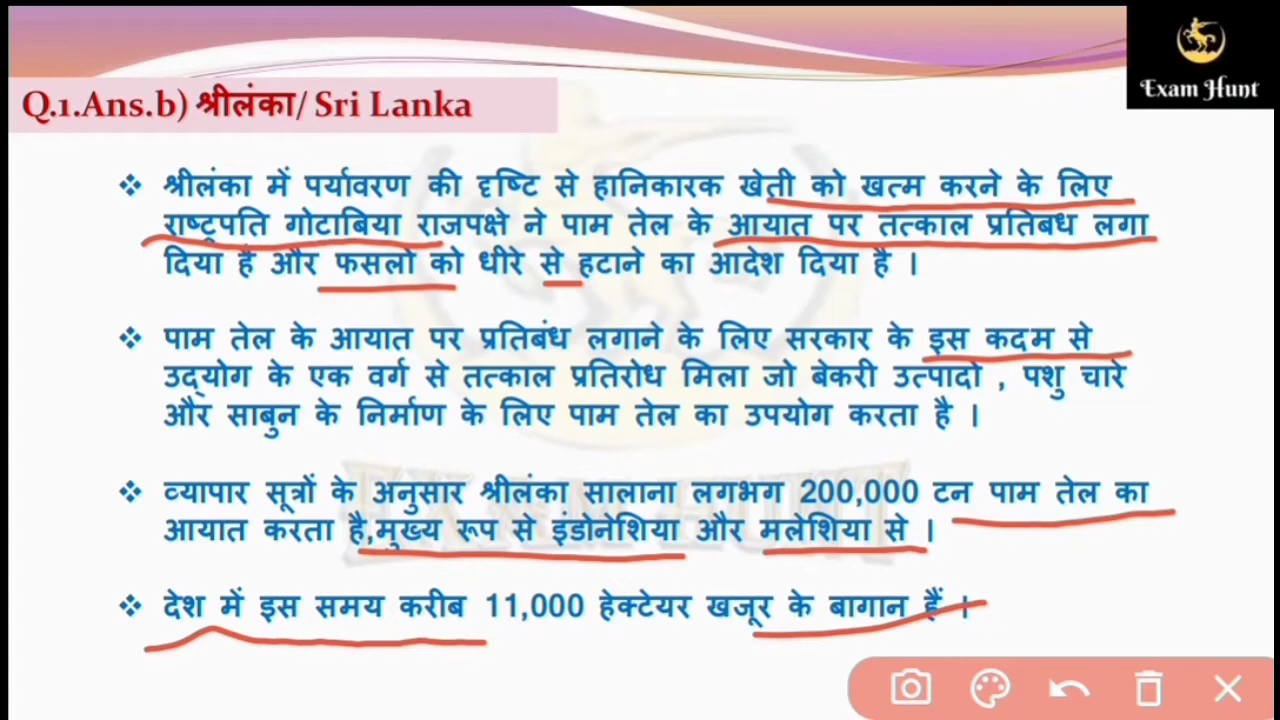 Exam Hunt
Q.1.Ans.b) श्रीलंका/ Sri Lanka
❖ श्रीलंका में पर्यावरण की दृष्टि से हानिकारक खेती को खत्म करने के लिए
राष्ट्रपति गोटाबिया राजपक्षे ने पाम तेल के आयात पर तत्काल प्रतिबंध लगा
दिया है और फसलो को धीरे से हटाने का आदेश दिया है ।
❖ पाम तेल के आयात पर प्रतिबंध लगाने के लिए सरकार के इस कदम से
उद्योग के एक वर्ग से तत्काल प्रतिरोध मिला जो बेकरी उत्पादो , पशु चारे
और साबुन के निर्माण के लिए पाम तेल का उपयोग करता है ।
❖ व्यापार सूत्रों के अनुसार श्रीलंका सालाना लगभग 200,000 टन पाम तेल का
आयात करता है,मुख्य रूप से इंडोनेशिया और मलेशिया से ।
❖ देश में इस समय करीब 11,000 हेक्टेयर खजूर के बागान हैं ।
EXAM HUNT